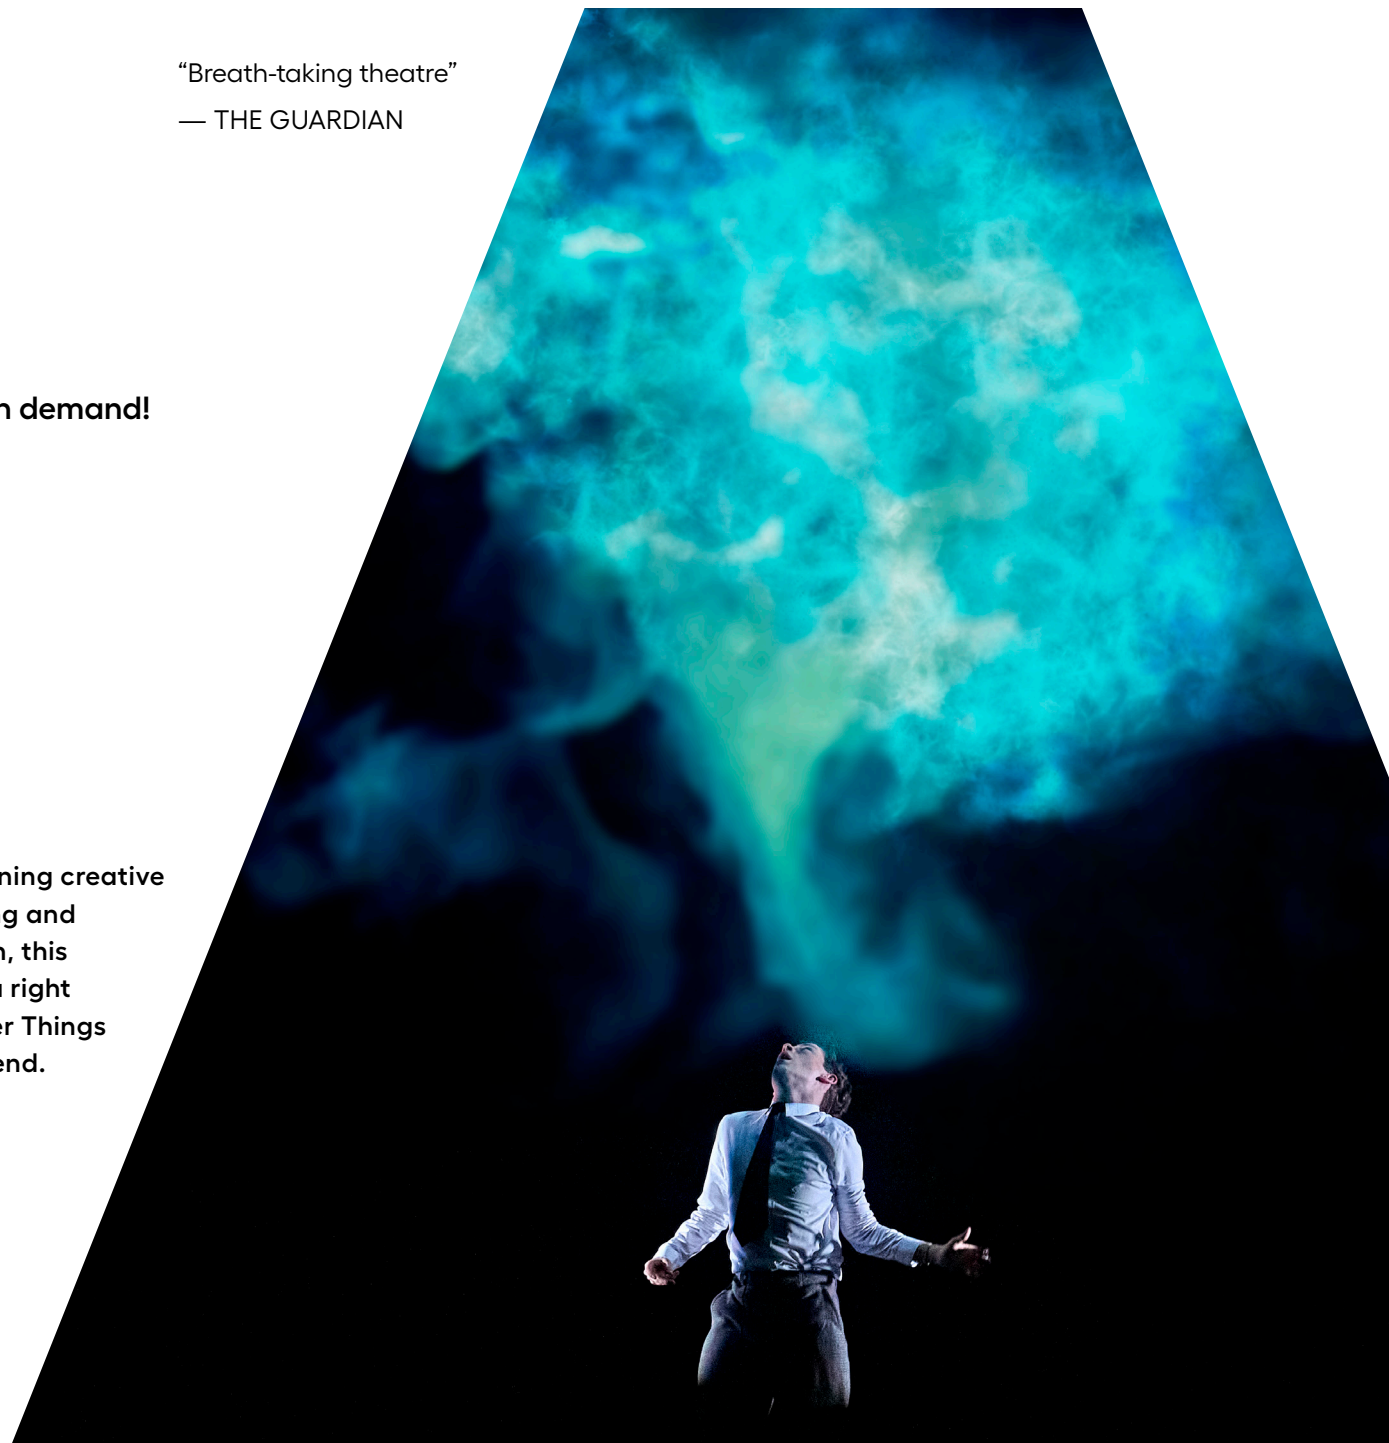 “Breath-taking theatre”
— THE GUARDIAN
n demand!
ning creative
g and
n, this
right
er Things
end.